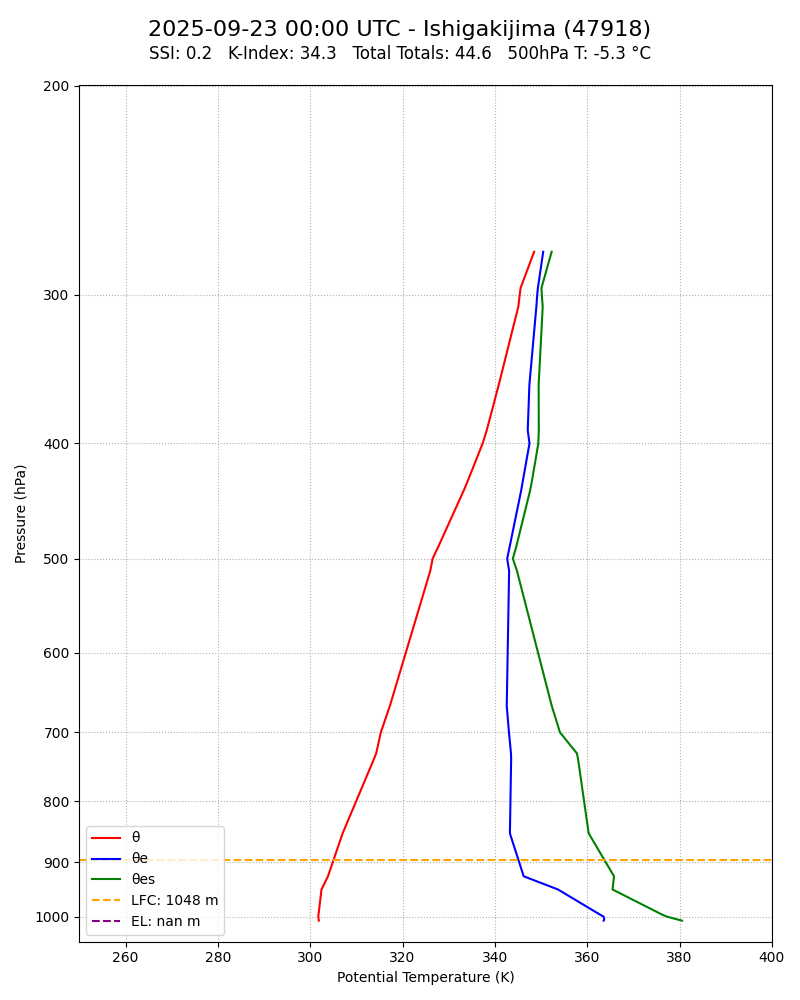 2025-09-23 00:00 UTC - Ishigakijima (47918)
SSI: 0.2   K-Index: 34.3   Total Totals: 44.6   500hPa T: -5.3 °C
200
300
400
500
600
700
800
900
1000
Pressure (hPa)
θ
θe
θes
LFC: 1048 m
EL: nan m
260 280 300 320 340 360 380 400
Potential Temperature (K)